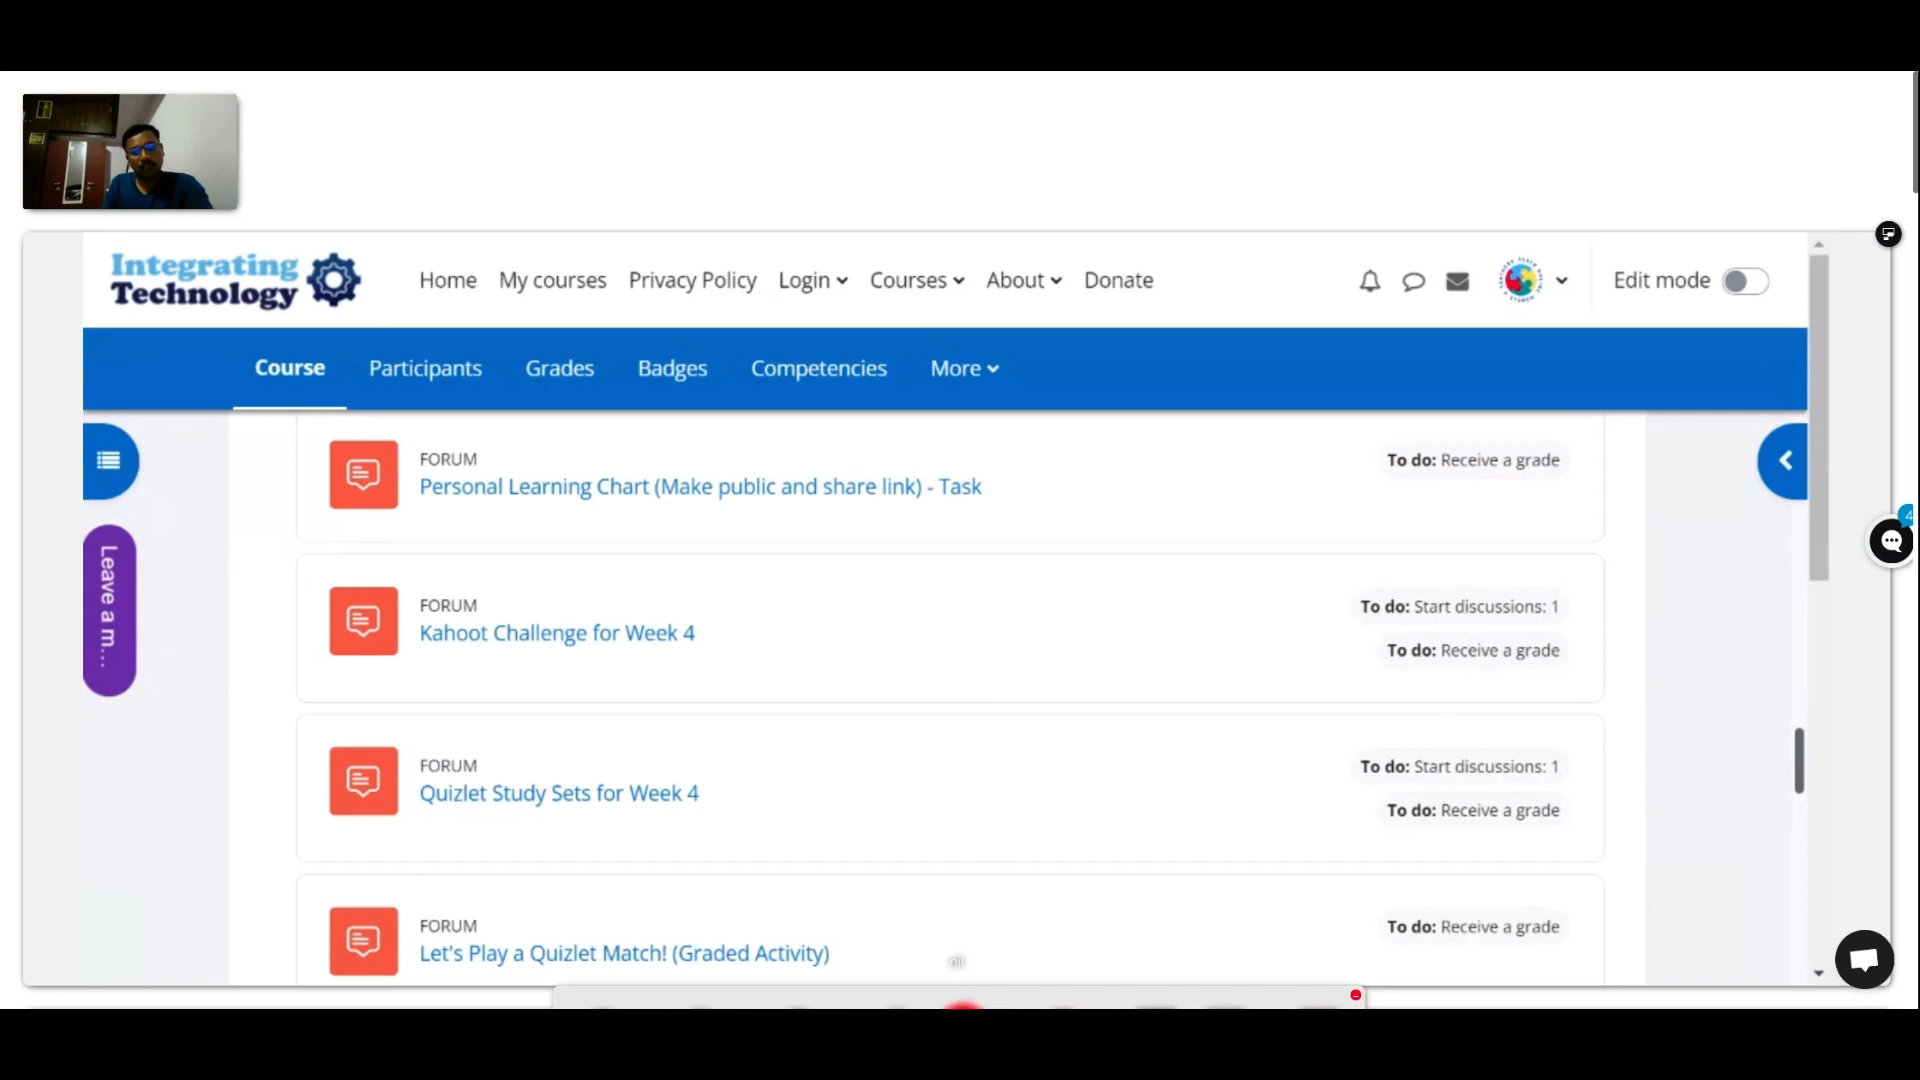 Integrating
Technology
Home My courses Privacy Policy Login Courses About Donate
Edit mode
Course Participants Grades Badges Competencies More
FORUM
Personal Learning Chart (Make public and share link) - Task
To do: Receive a grade
Leave a m...
4
FORUM
Kahoot Challenge for Week 4
To do: Start discussions: 1
To do: Receive a grade
FORUM
Quizlet Study Sets for Week 4
To do: Start discussions: 1
To do: Receive a grade
FORUM
Let's Play a Quizlet Match! (Graded Activity)
To do: Receive a grade